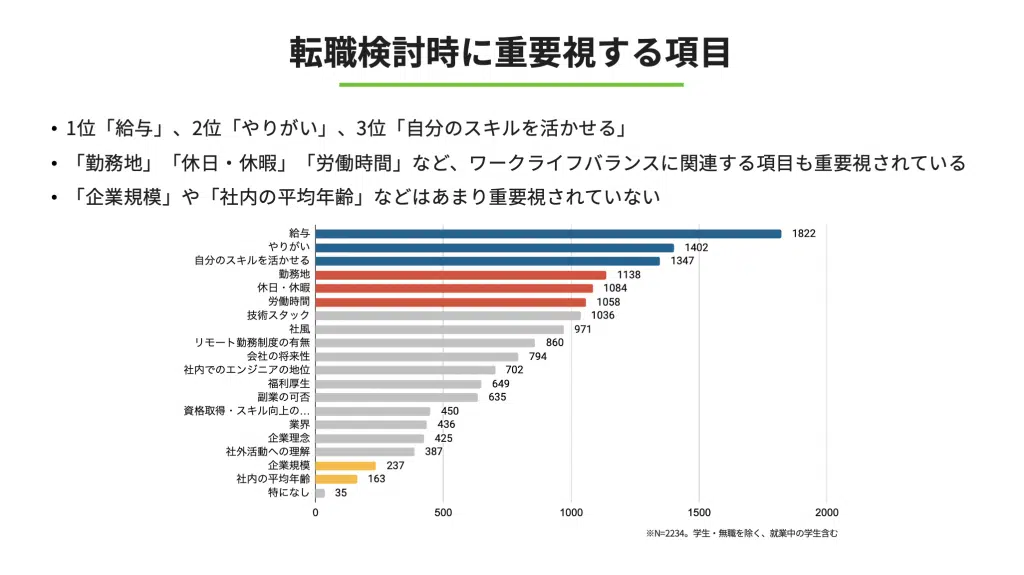 転職検討時に重要視する項目
• 1位「給与」、2位「やりがい」、3位「自分のスキルを活かせる」
• 「勤務地」「休日・休暇」「労働時間」など、ワークライフバランスに関連する項目も重要視されている
• 「企業規模」や「社内の平均年齢」などはあまり重要視されていない
給与 1822
やりがい 1402
自分のスキルを活かせる 1347
勤務地 1138
休日・休暇 1084
労働時間 1058
技術スタック 1036
社風 971
リモート勤務制度の有無 860
会社の将来性 794
社内でのエンジニアの地位 702
福利厚生 649
副業の可否 635
資格取得・スキル向上の... 450
業界 436
企業理念 425
社外活動への理解 387
企業規模 237
社内の平均年齢 163
特になし 35
0 500 1000 1500 2000
※N=2234。学生・無職を除く、就業中の学生含む